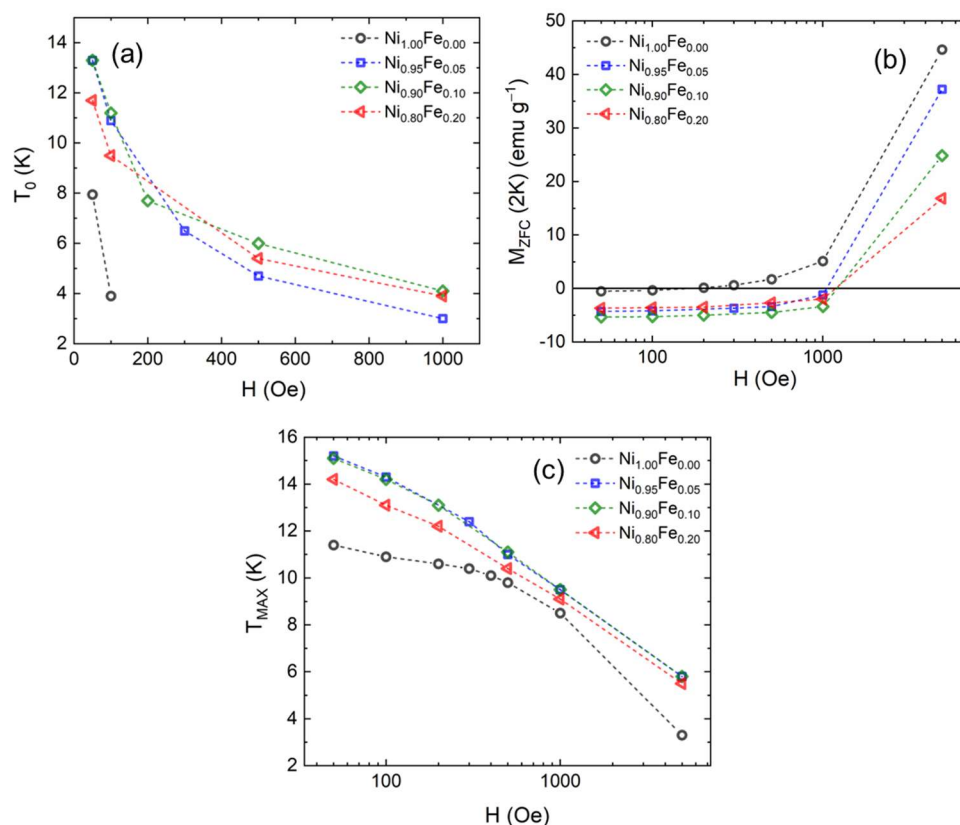 (a)
Ni1.00Fe0.00
Ni0.95Fe0.05
Ni0.90Fe0.10
Ni0.80Fe0.20
14
12
10
8
6
4
2
T0 (K)
0 200 400 600 800 1000
H (Oe)
(b)
Ni1.00Fe0.00
Ni0.95Fe0.05
Ni0.90Fe0.10
Ni0.80Fe0.20
50
40
30
20
10
0
-10
MZFC (2K) (emu g⁻¹)
100 1000
H (Oe)
(c)
Ni1.00Fe0.00
Ni0.95Fe0.05
Ni0.90Fe0.10
Ni0.80Fe0.20
16
14
12
10
8
6
4
2
TMAX (K)
100 1000
H (Oe)